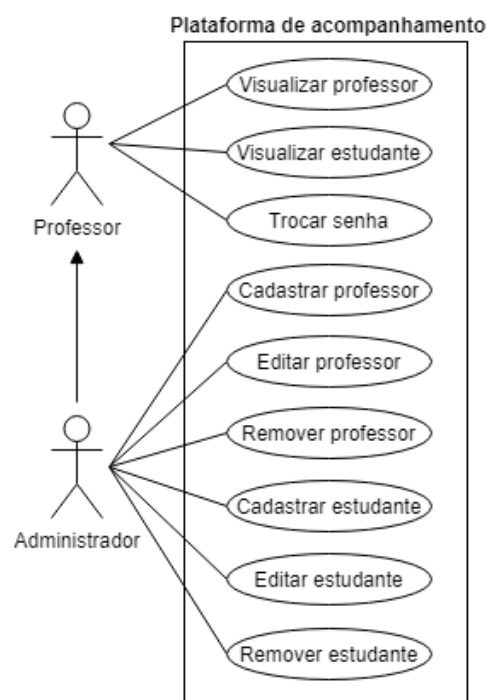 Plataforma de acompanhamento
Visualizar professor
Visualizar estudante
Professor
Trocar senha
Cadastrar professor
Editar professor
Remover professor
Cadastrar estudante
Administrador
Editar estudante
Remover estudante